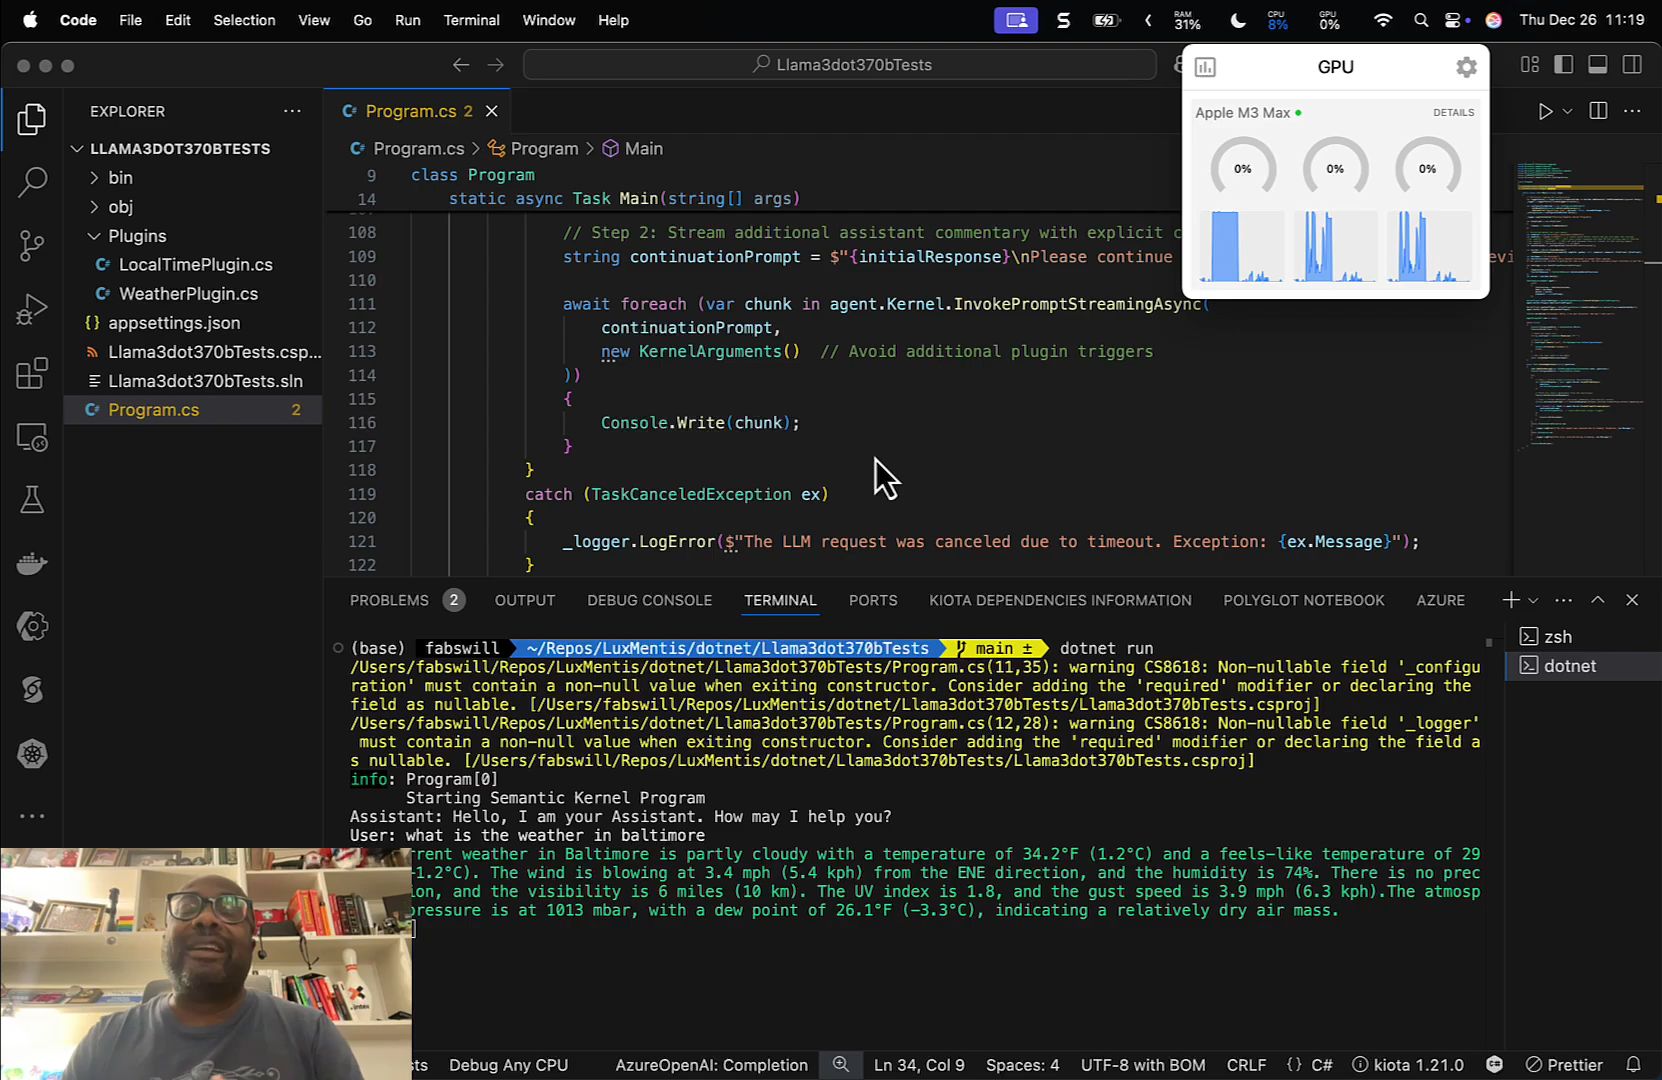 Code File Edit Selection View Go Run Terminal Window Help RAM 31% CPU 8% GPU 0% Thu Dec 26 11:19
Llama3dot370bTests
GPU
Apple M3 Max DETAILS
0% 0% 0%
EXPLORER
LLAMA3DOT370BTESTS
bin
obj
Plugins
LocalTimePlugin.cs
WeatherPlugin.cs
appsettings.json
Llama3dot370bTests.csp...
Llama3dot370bTests.sln
Program.cs 2
Program.cs 2
Program.cs > Program > Main
9 class Program
14 static async Task Main(string[] args)
108 // Step 2: Stream additional assistant commentary with explicit c
109 string continuationPrompt = $"{initialResponse}\nPlease continue
110
111 await foreach (var chunk in agent.Kernel.InvokePromptStreamingAsync(
112 continuationPrompt,
113 new KernelArguments() // Avoid additional plugin triggers
114 ))
115 {
116 Console.Write(chunk);
117 }
118 }
119 catch (TaskCanceledException ex)
120 {
121 _logger.LogError($"The LLM request was canceled due to timeout. Exception: {ex.Message}");
122 }
PROBLEMS 2 OUTPUT DEBUG CONSOLE TERMINAL PORTS KIOTA DEPENDENCIES INFORMATION POLYGLOT NOTEBOOK AZURE
zsh
dotnet
(base) fabswill ~/Repos/LuxMentis/dotnet/Llama3dot370bTests main ± dotnet run
/Users/fabswill/Repos/LuxMentis/dotnet/Llama3dot370bTests/Program.cs(11,35): warning CS8618: Non-nullable field '_configu
ration' must contain a non-null value when exiting constructor. Consider adding the 'required' modifier or declaring the
field as nullable. [/Users/fabswill/Repos/LuxMentis/dotnet/Llama3dot370bTests/Llama3dot370bTests.csproj]
/Users/fabswill/Repos/LuxMentis/dotnet/Llama3dot370bTests/Program.cs(12,28): warning CS8618: Non-nullable field '_logger'
must contain a non-null value when exiting constructor. Consider adding the 'required' modifier or declaring the field a
s nullable. [/Users/fabswill/Repos/LuxMentis/dotnet/Llama3dot370bTests/Llama3dot370bTests.csproj]
info: Program[0]
Starting Semantic Kernel Program
Assistant: Hello, I am your Assistant. How may I help you?
User: what is the weather in baltimore
rrent weather in Baltimore is partly cloudy with a temperature of 34.2°F (1.2°C) and a feels-like temperature of 29
-1.2°C). The wind is blowing at 3.4 mph (5.4 kph) from the ENE direction, and the humidity is 74%. There is no prec
ion, and the visibility is 6 miles (10 km). The UV index is 1.8, and the gust speed is 3.9 mph (6.3 kph).The atmosp
pressure is at 1013 mbar, with a dew point of 26.1°F (−3.3°C), indicating a relatively dry air mass.
ts Debug Any CPU AzureOpenAI: Completion Ln 34, Col 9 Spaces: 4 UTF-8 with BOM CRLF {} C# kiota 1.21.0 Prettier